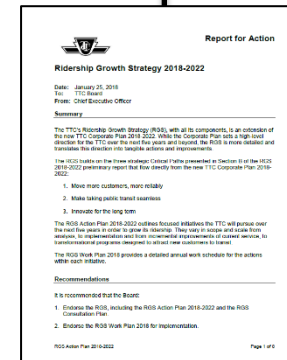 Report for Action
Ridership Growth Strategy 2018-2022
Date: January 25, 2018
To: TTC Board
From: Chief Executive Officer
Summary
The TTC's Ridership Growth Strategy (RGS), with all its components, is an extension of
the new TTC Corporate Plan 2018-2022. While the Corporate Plan sets a high-level
direction for the TTC over the next five years and beyond, the RGS is more detailed and
translates this direction into tangible actions and improvements.
The RGS builds on the three strategic Critical Paths presented in Section B of the RGS
2018-2022 preliminary report that flow directly from the new TTC Corporate Plan 2018-
2022:
1. Move more customers, more reliably
2. Make taking public transit seamless
3. Innovate for the long term
The RGS Action Plan 2018-2022 outlines focused initiatives the TTC will pursue over
the next five years in order to grow its ridership. They vary in scope and scale from
analysis, to implementation and from incremental improvements of current service, to
transformational programs designed to attract new customers to transit.
The RGS Work Plan 2018 provides a detailed annual work schedule for the actions
within each initiative.
Recommendations
It is recommended that the Board:
1. Endorse the RGS, including the RGS Action Plan 2018-2022 and the RGS
Consultation Plan.
2. Endorse the RGS Work Plan 2018 for implementation.
RGS Action Plan 2018-2022
Page 1 of 6